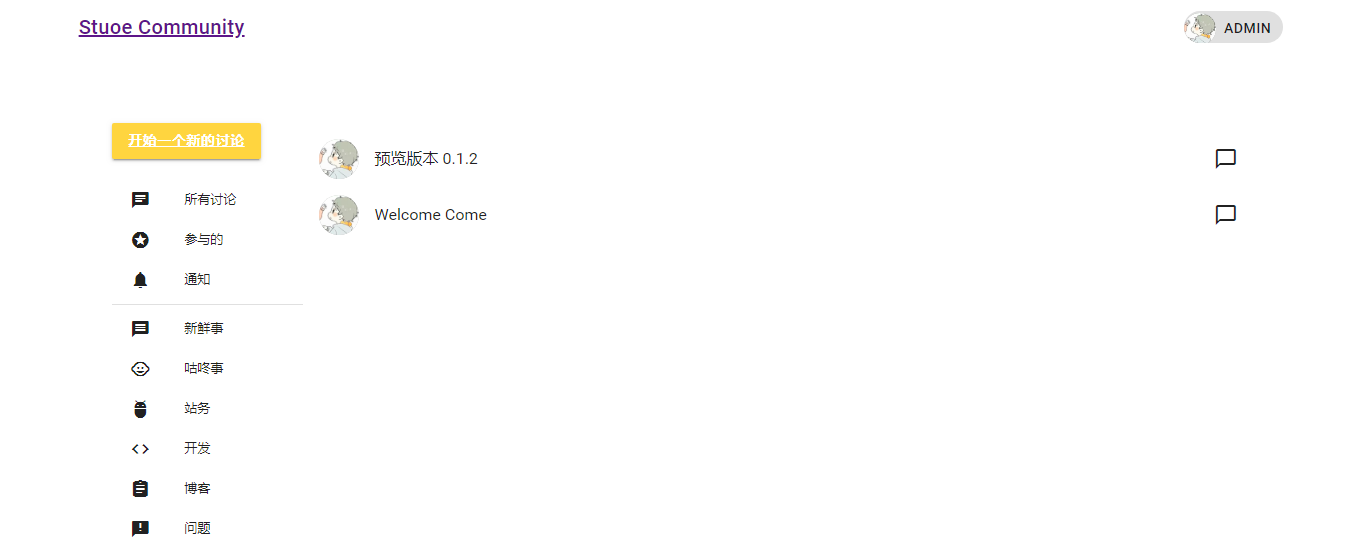 Stuoe Community
ADMIN
开始一个新的讨论
预览版本 0.1.2
Welcome Come
所有讨论
参与的
通知
新鲜事
咕咚事
站务
开发
博客
问题